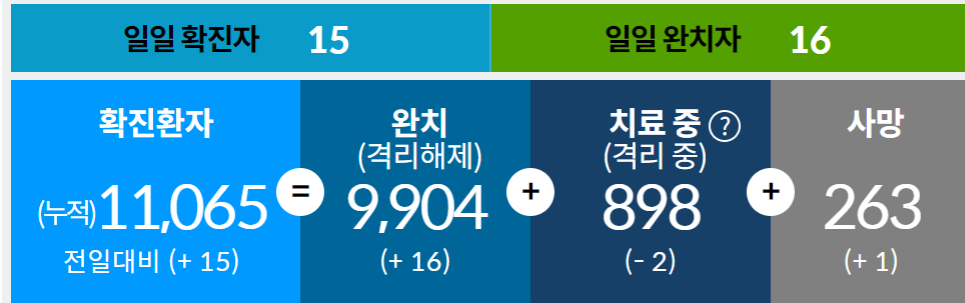 일일 확진자 15 일일 완치자 16
확진환자 완치 치료 중 ? 사망
(격리해제) (격리 중)
(누적)11,065 = 9,904 + 898 + 263
전일대비 (+ 15) (+ 16) (- 2) (+ 1)